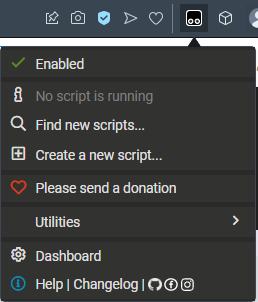 Enabled
No script is running
Find new scripts...
Create a new script...
Please send a donation
Utilities
Dashboard
Help | Changelog |